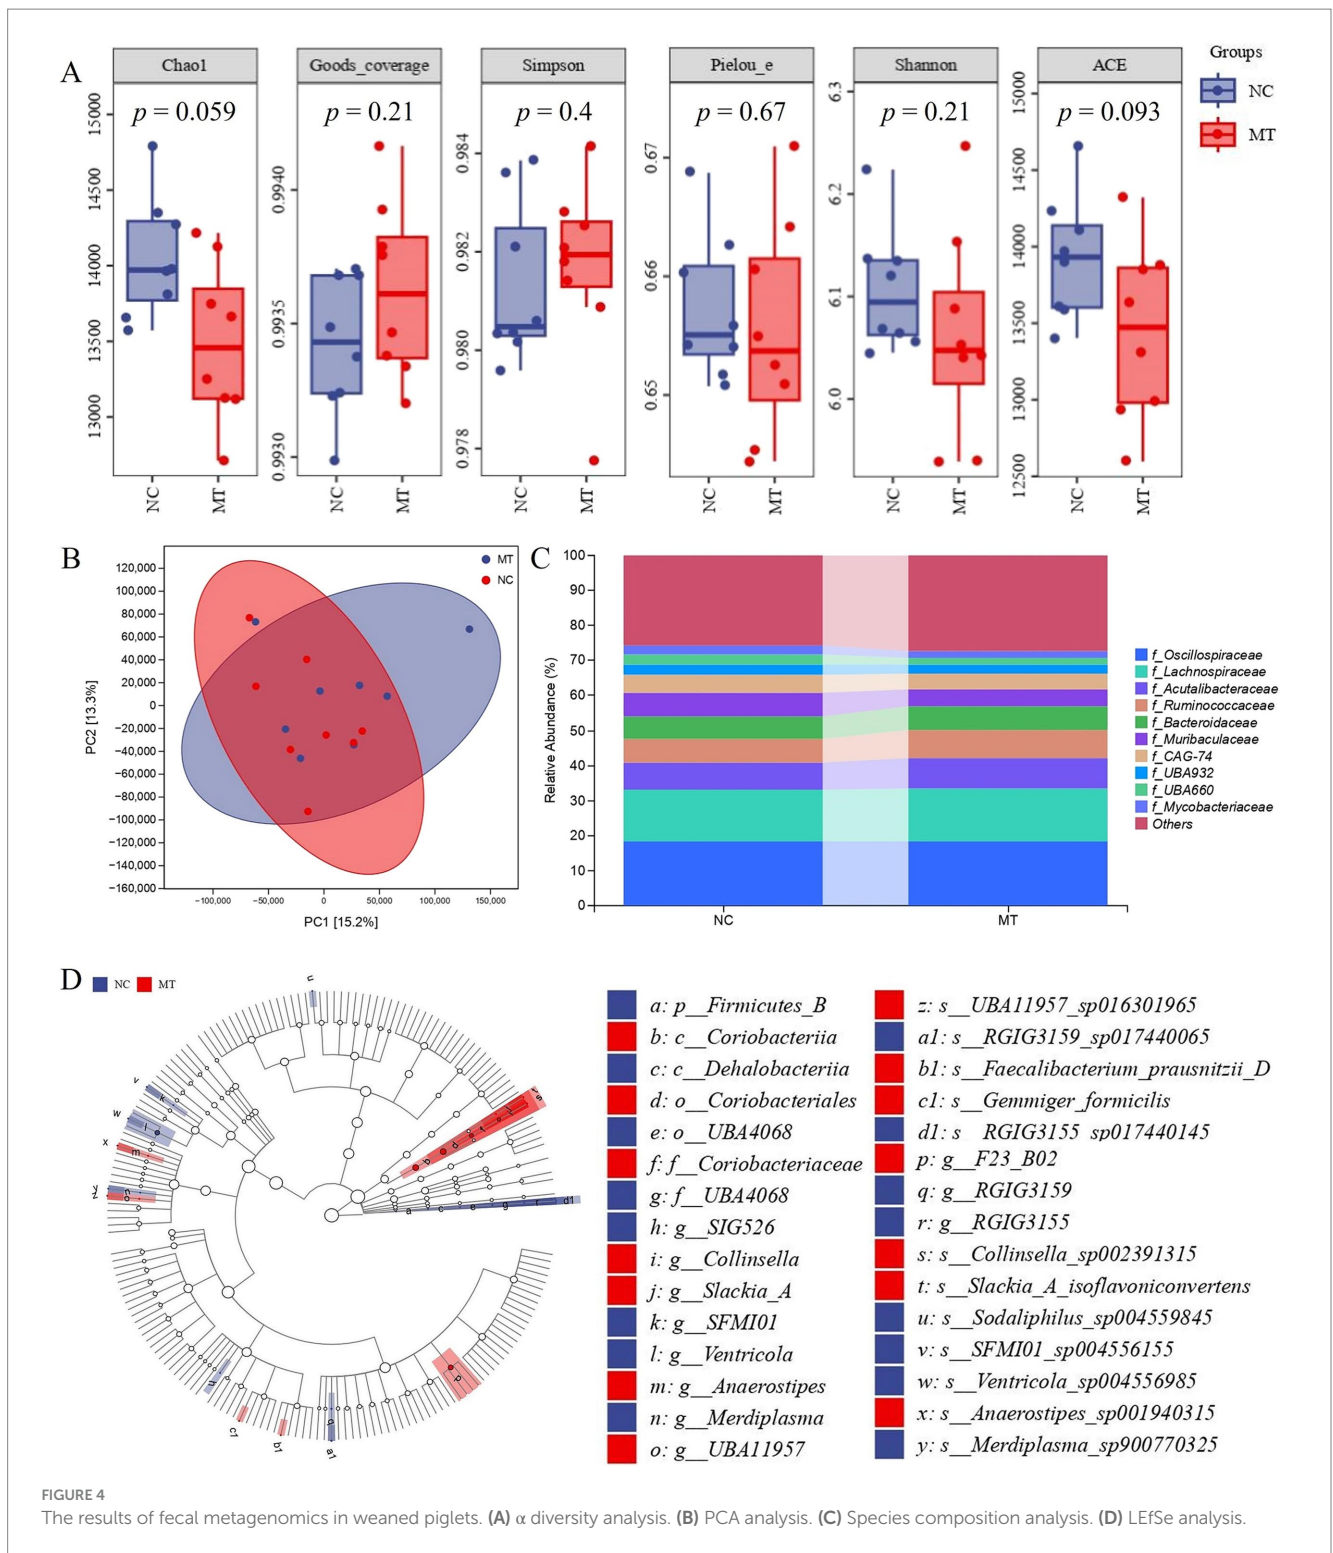 A
Chao1
Goods_coverage
Simpson
Pielou_e
Shannon
ACE
Groups
NC
MT
p = 0.059
p = 0.21
p = 0.4
p = 0.67
p = 0.21
p = 0.093
15000
14500
14000
13500
13000
0.9940
0.9935
0.9930
0.984
0.982
0.980
0.978
0.67
0.66
0.65
6.3
6.2
6.1
6.0
15000
14500
14000
13500
13000
12500
NC
MT
NC
MT
NC
MT
NC
MT
NC
MT
NC
MT
B
MT
NC
PC2 [13.3%]
120,000
100,000
80,000
60,000
40,000
20,000
0
−20,000
−40,000
−60,000
−80,000
−100,000
−120,000
−140,000
−160,000
−100,000
−50,000
0
50,000
100,000
150,000
PC1 [15.2%]
C
Relative Abundance (%)
100
90
80
70
60
50
40
30
20
10
0
NC
MT
f_Oscillospiraceae
f_Lachnospiraceae
f_Acutalibacteraceae
f_Ruminococcaceae
f_Bacteroidaceae
f_Muribaculaceae
f_CAG-74
f_UBA932
f_UBA660
f_Mycobacteriaceae
Others
D
NC
MT
u
v
k
w
l
x
m
y
z
n
o
h
c1
b1
q
a1
p
b
d
f
s
a
c
e
g
r
d1
a: p__Firmicutes_B
b: c__Coriobacteriia
c: c__Dehalobacteriia
d: o__Coriobacteriales
e: o__UBA4068
f: f__Coriobacteriaceae
g: f__UBA4068
h: g__SIG526
i: g__Collinsella
j: g__Slackia_A
k: g__SFMI01
l: g__Ventricola
m: g__Anaerostipes
n: g__Merdiplasma
o: g__UBA11957
z: s__UBA11957_sp016301965
a1: s__RGIG3159_sp017440065
b1: s__Faecalibacterium_prausnitzii_D
c1: s__Gemmiger_formicilis
d1: s__RGIG3155_sp017440145
p: g__F23_B02
q: g__RGIG3159
r: g__RGIG3155
s: s__Collinsella_sp002391315
t: s__Slackia_A_isoflavoniconvertens
u: s__Sodaliphilus_sp004559845
v: s__SFMI01_sp004556155
w: s__Ventricola_sp004556985
x: s__Anaerostipes_sp001940315
y: s__Merdiplasma_sp900770325
FIGURE 4
The results of fecal metagenomics in weaned piglets. (A) α diversity analysis. (B) PCA analysis. (C) Species composition analysis. (D) LEfSe analysis.